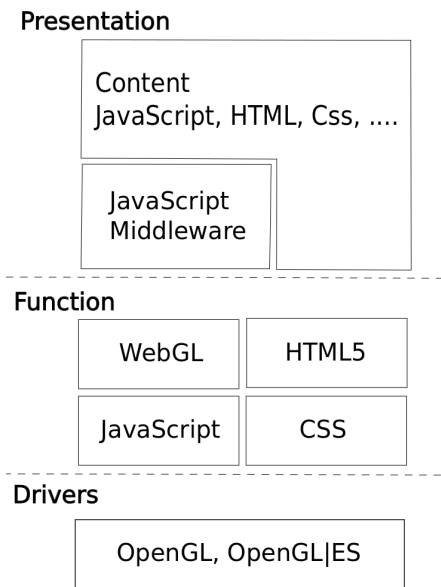 Presentation
Content
JavaScript, HTML, Css, ....
JavaScript
Middleware
Function
WebGL
HTML5
JavaScript
CSS
Drivers
OpenGL, OpenGL|ES